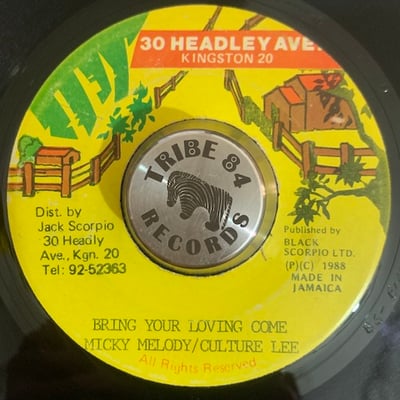 30 HEADLEY AVE.
KINGSTON 20
TRIBE 84
RECORDS
Dist. by
Jack Scorpio
30 Headly
Ave., Kgn. 20
Tel: 92-52363
Published by
BLACK
SCORPIO LTD.
(P)(C) 1988
MADE IN
JAMAICA
BRING YOUR LOVING COME
MICKY MELODY/CULTURE LEE
All Rights Reserved